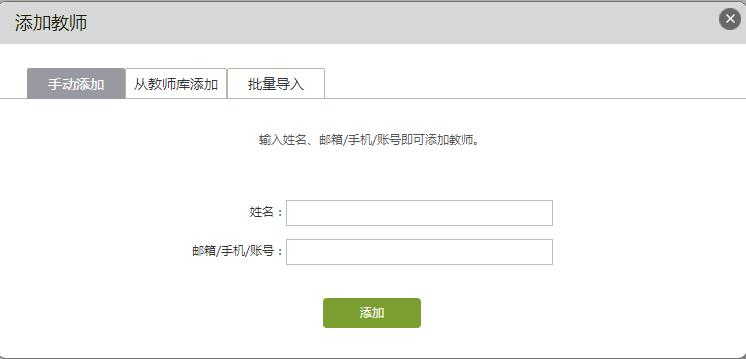 添加教师
手动添加 从教师库添加 批量导入
输入姓名、邮箱/手机/账号即可添加教师。
姓名：
邮箱/手机/账号：
添加